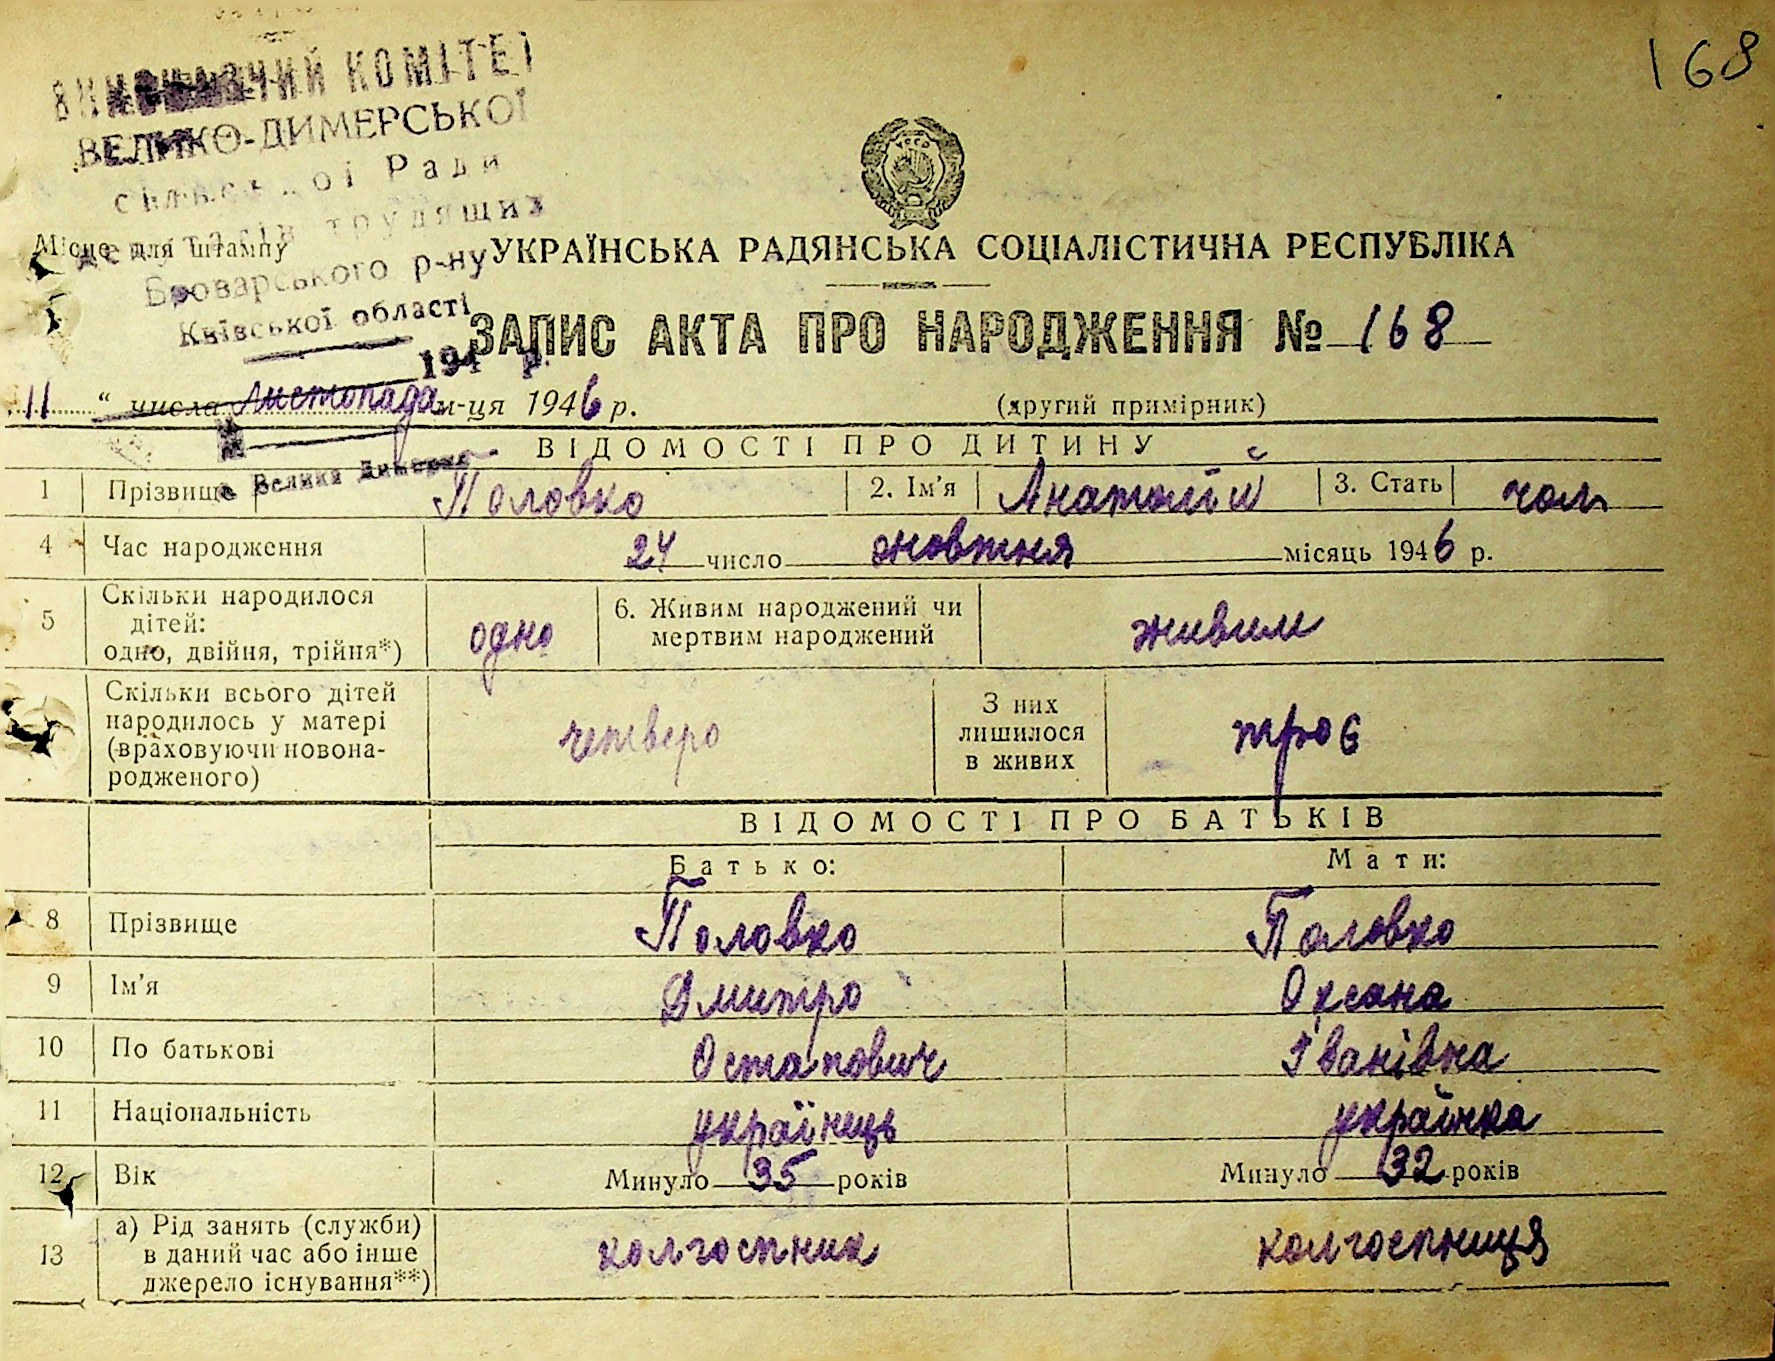 168
ВИКОНАВЧИЙ КОМІТЕТ
ВЕЛИКО-ДИМЕРСЬКОЇ
сільської Ради
депутатів трудящих
Місце для штампу
Броварського р-ну
Київської області
194 р.
УКРАЇНСЬКА РАДЯНСЬКА СОЦІАЛІСТИЧНА РЕСПУБЛІКА
ЗАПИС АКТА ПРО НАРОДЖЕННЯ № 168
11 “ числа Листопада м-ця 1946 р. (другий примірник)
Велика Димерка
ВІДОМОСТІ ПРО ДИТИНУ
1 Прізвище Половко 2. Ім’я Анатолій 3. Стать чол
4 Час народження 24 число жовтня місяць 1946 р.
5 Скільки народилося дітей: одно, двійня, трійня*) одно 6. Живим народжений чи мертвим народжений живим
Скільки всього дітей народилось у матері (враховуючи новона-родженого) четверо З них лишилося в живих троє
ВІДОМОСТІ ПРО БАТЬКІВ
Батько: Мати:
8 Прізвище Половко Половко
9 Ім’я Дмитро Оксана
10 По батькові Остапович Іванівна
11 Національність українець українка
12 Вік Минуло 35 років Минуло 32 років
13 а) Рід занять (служби) в даний час або інше джерело існування**) колгоспник колгоспниця